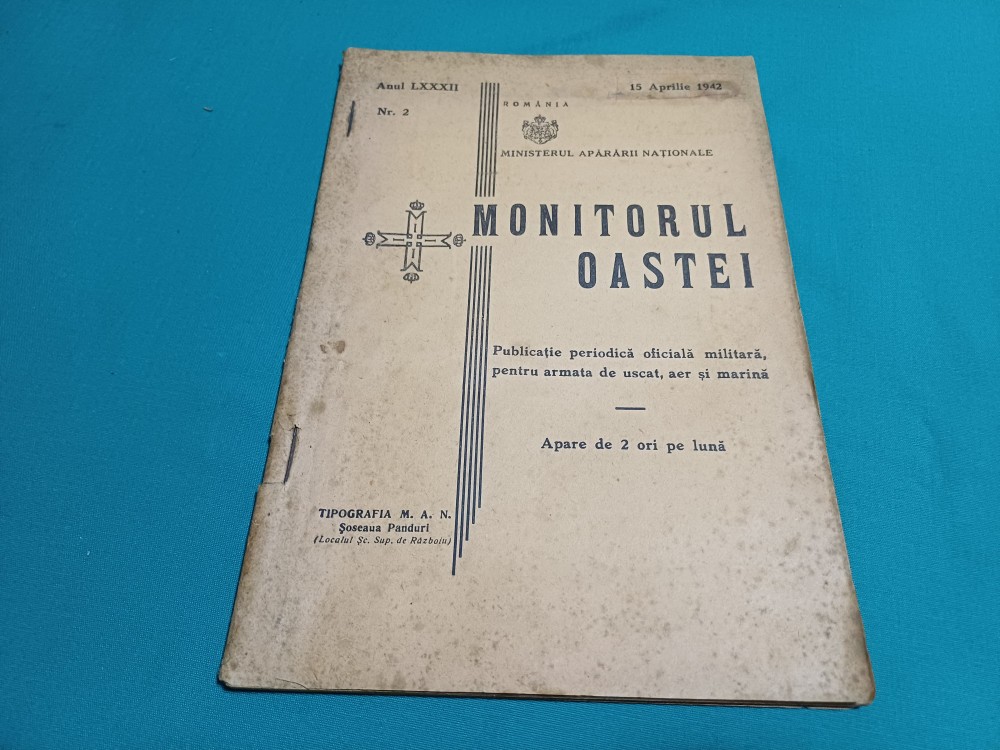 Anul LXXXII
15 Aprilie 1942
Nr. 2
ROMÂNIA
MINISTERUL APĂRĂRII NAȚIONALE
MONITORUL
OASTEI
Publicație periodică oficială militară,
pentru armata de uscat, aer și marină
Apare de 2 ori pe lună
TIPOGRAFIA M. A. N.
Șoseaua Panduri
(Localul Șc. Sup. de Războiu)